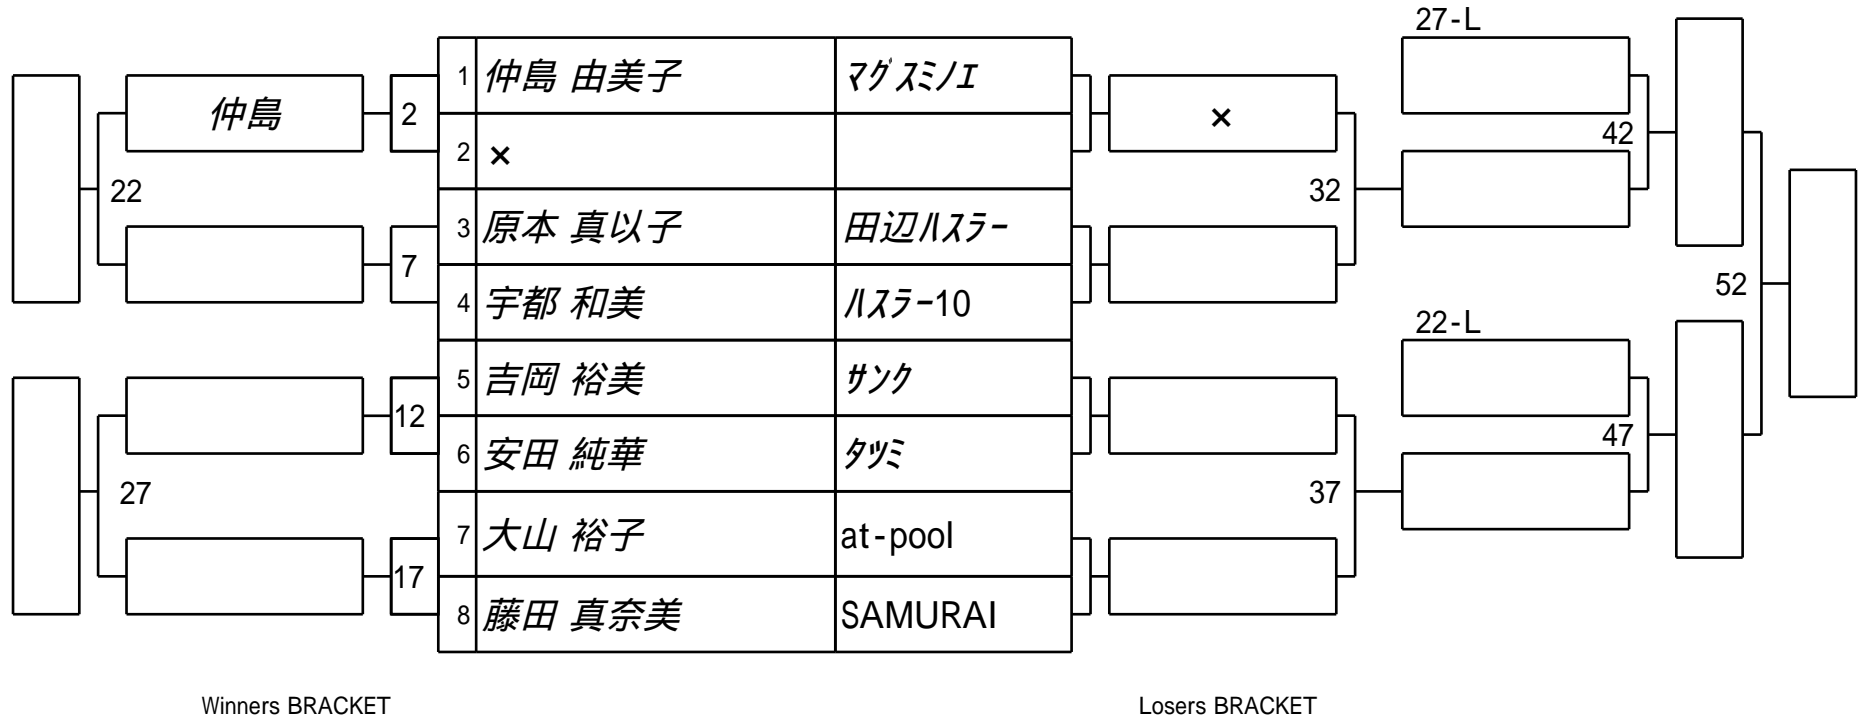 27-L
1 仲島 由美子 マグスミノエ
仲島 2 × 42
2 ×
22 32
3 原本 真以子 田辺ハスラー
7
4 宇都 和美 ハスラー10 52
22-L
5 吉岡 裕美 サンク
12 47
6 安田 純華 タツミ
27 37
7 大山 裕子 at-pool
17
8 藤田 真奈美 SAMURAI
Winners BRACKET Losers BRACKET